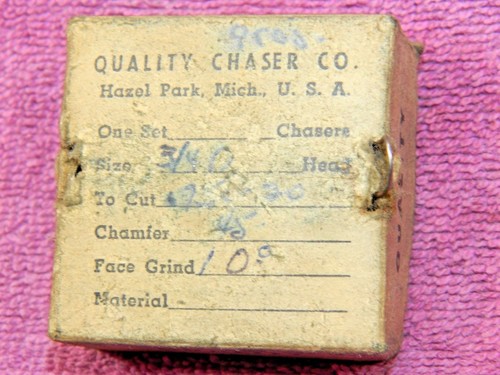 QUALITY CHASER CO.
Hazel Park, Mich., U. S. A.
One Set Chasers
Size 3/4 D Head
To Cut
Chamfer 45
Face Grind 10°
Material
QUALITY